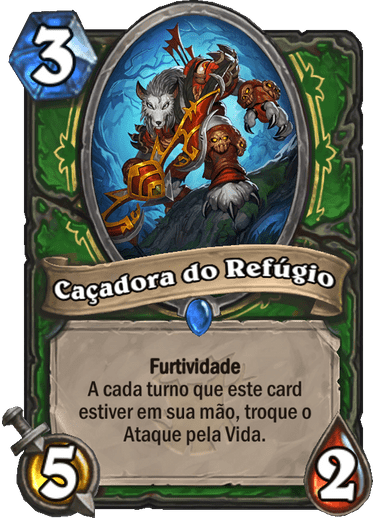 3
Caçadora do Refúgio
Furtividade
A cada turno que este card
estiver em sua mão, troque o
Ataque pela Vida.
5
2